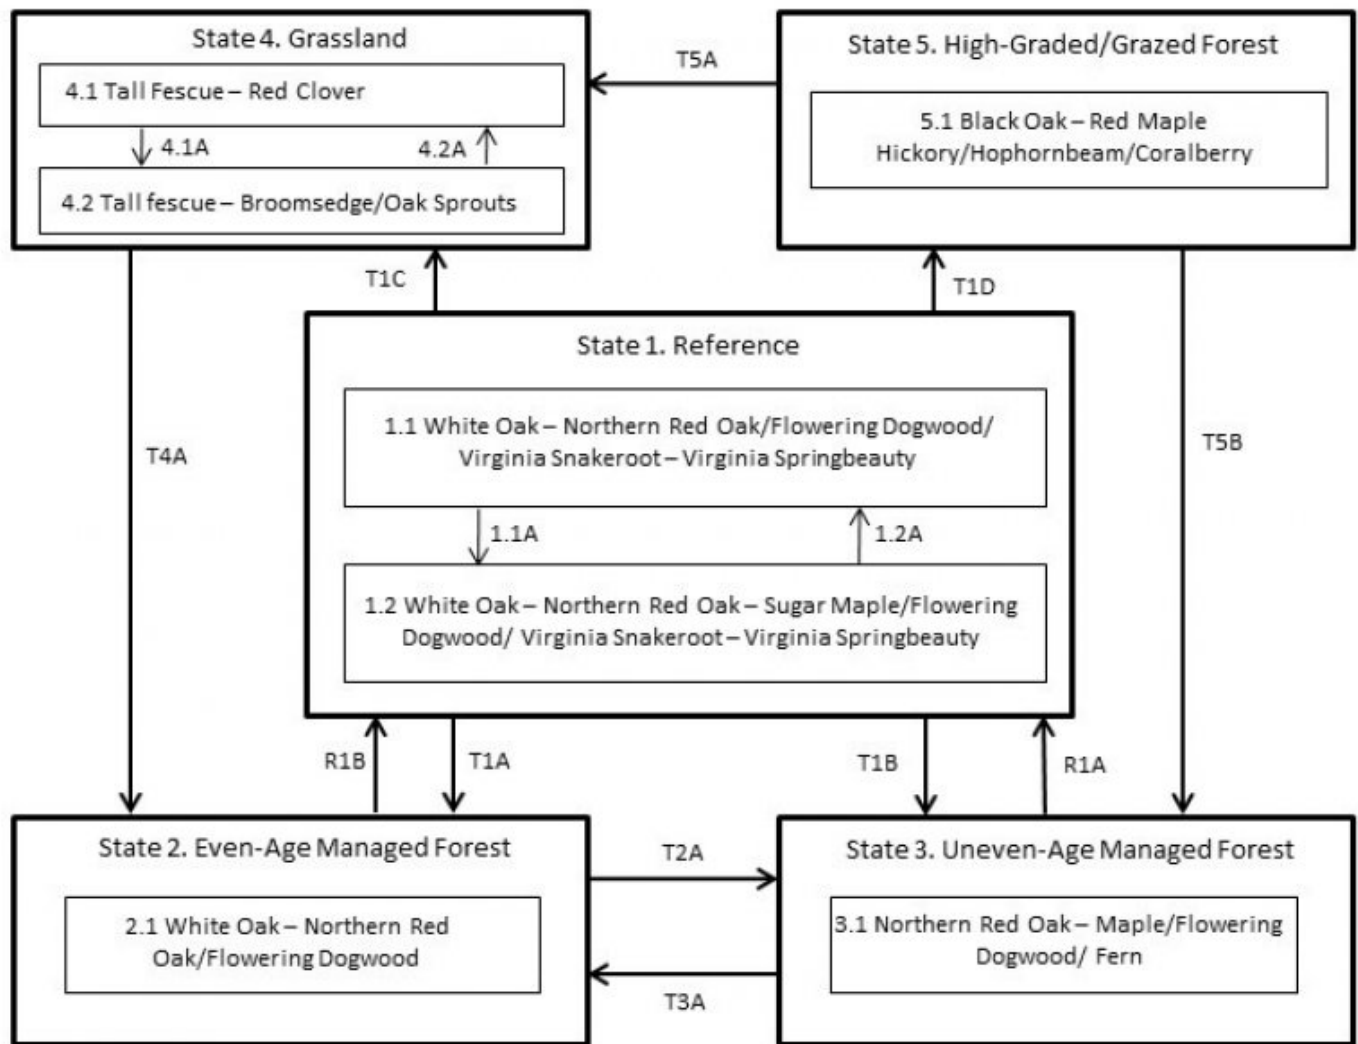 State 4. Grassland
4.1 Tall Fescue – Red Clover
4.1A
4.2A
4.2 Tall fescue – Broomsedge/Oak Sprouts
T5A
State 5. High-Graded/Grazed Forest
5.1 Black Oak – Red Maple
Hickory/Hophornbeam/Coralberry
T1C
T1D
State 1. Reference
1.1 White Oak – Northern Red Oak/Flowering Dogwood/
Virginia Snakeroot – Virginia Springbeauty
1.1A
1.2A
1.2 White Oak – Northern Red Oak – Sugar Maple/Flowering
Dogwood/ Virginia Snakeroot – Virginia Springbeauty
T4A
T5B
R1B
T1A
T1B
R1A
State 2. Even-Age Managed Forest
2.1 White Oak – Northern Red
Oak/Flowering Dogwood
T2A
T3A
State 3. Uneven-Age Managed Forest
3.1 Northern Red Oak – Maple/Flowering
Dogwood/ Fern